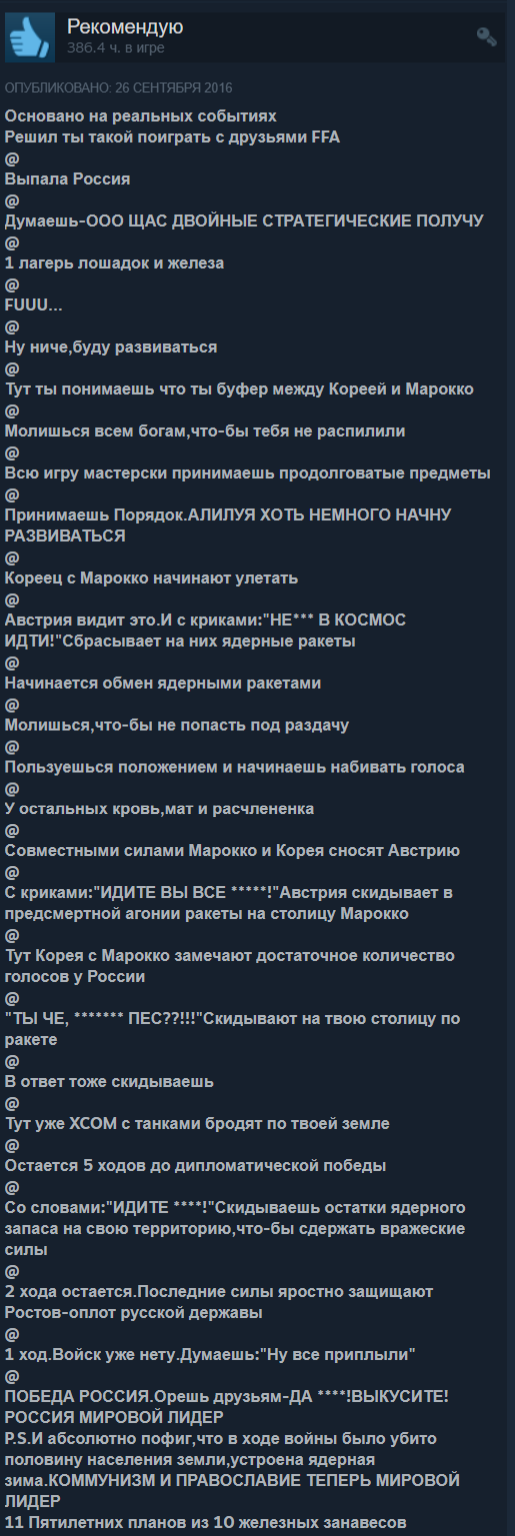 Рекомендую
386.4 ч. в игре
ОПУБЛИКОВАНО: 26 СЕНТЯБРЯ 2016
Основано на реальных событиях
Решил ты такой поиграть с друзьями FFA
@
Выпала Россия
@
Думаешь-ООО ЩАС ДВОЙНЫЕ СТРАТЕГИЧЕСКИЕ ПОЛУЧУ
@
1 лагерь лошадок и железа
@
FUUU...
@
Ну ниче,буду развиваться
@
Тут ты понимаешь что ты буфер между Кореей и Марокко
@
Молишься всем богам,что-бы тебя не распилили
@
Всю игру мастерски принимаешь продолговатые предметы
@
Принимаешь Порядок.АЛИЛУЯ ХОТЬ НЕМНОГО НАЧНУ
РАЗВИВАТЬСЯ
@
Кореец с Марокко начинают улетать
@
Австрия видит это.И с криками:"НЕ*** В КОСМОС
ИДТИ!"Сбрасывает на них ядерные ракеты
@
Начинается обмен ядерными ракетами
@
Молишься,что-бы не попасть под раздачу
@
Пользуешься положением и начинаешь набивать голоса
@
У остальных кровь,мат и расчлененка
@
Совместными силами Марокко и Корея сносят Австрию
@
С криками:"ИДИТЕ ВЫ ВСЕ *****!"Австрия скидывает в
предсмертной агонии ракеты на столицу Марокко
@
Тут Корея с Марокко замечают достаточное количество
голосов у России
@
"ТЫ ЧЕ, ******* ПЕС??!!!"Скидывают на твою столицу по
ракете
@
В ответ тоже скидываешь
@
Тут уже XCOM с танками бродят по твоей земле
@
Остается 5 ходов до дипломатической победы
@
Со словами:"ИДИТЕ ****!"Скидываешь остатки ядерного
запаса на свою территорию,что-бы сдержать вражеские
силы
@
2 хода остается.Последние силы яростно защищают
Ростов-оплот русской державы
@
1 ход.Войск уже нету.Думаешь:"Ну все приплыли"
@
ПОБЕДА РОССИЯ.Орешь друзьям-ДА ****!ВЫКУСИТЕ!
РОССИЯ МИРОВОЙ ЛИДЕР
P.S.И абсолютно пофиг,что в ходе войны было убито
половину населения земли,устроена ядерная
зима.КОММУНИЗМ И ПРАВОСЛАВИЕ ТЕПЕРЬ МИРОВОЙ
ЛИДЕР
11 Пятилетних планов из 10 железных занавесов